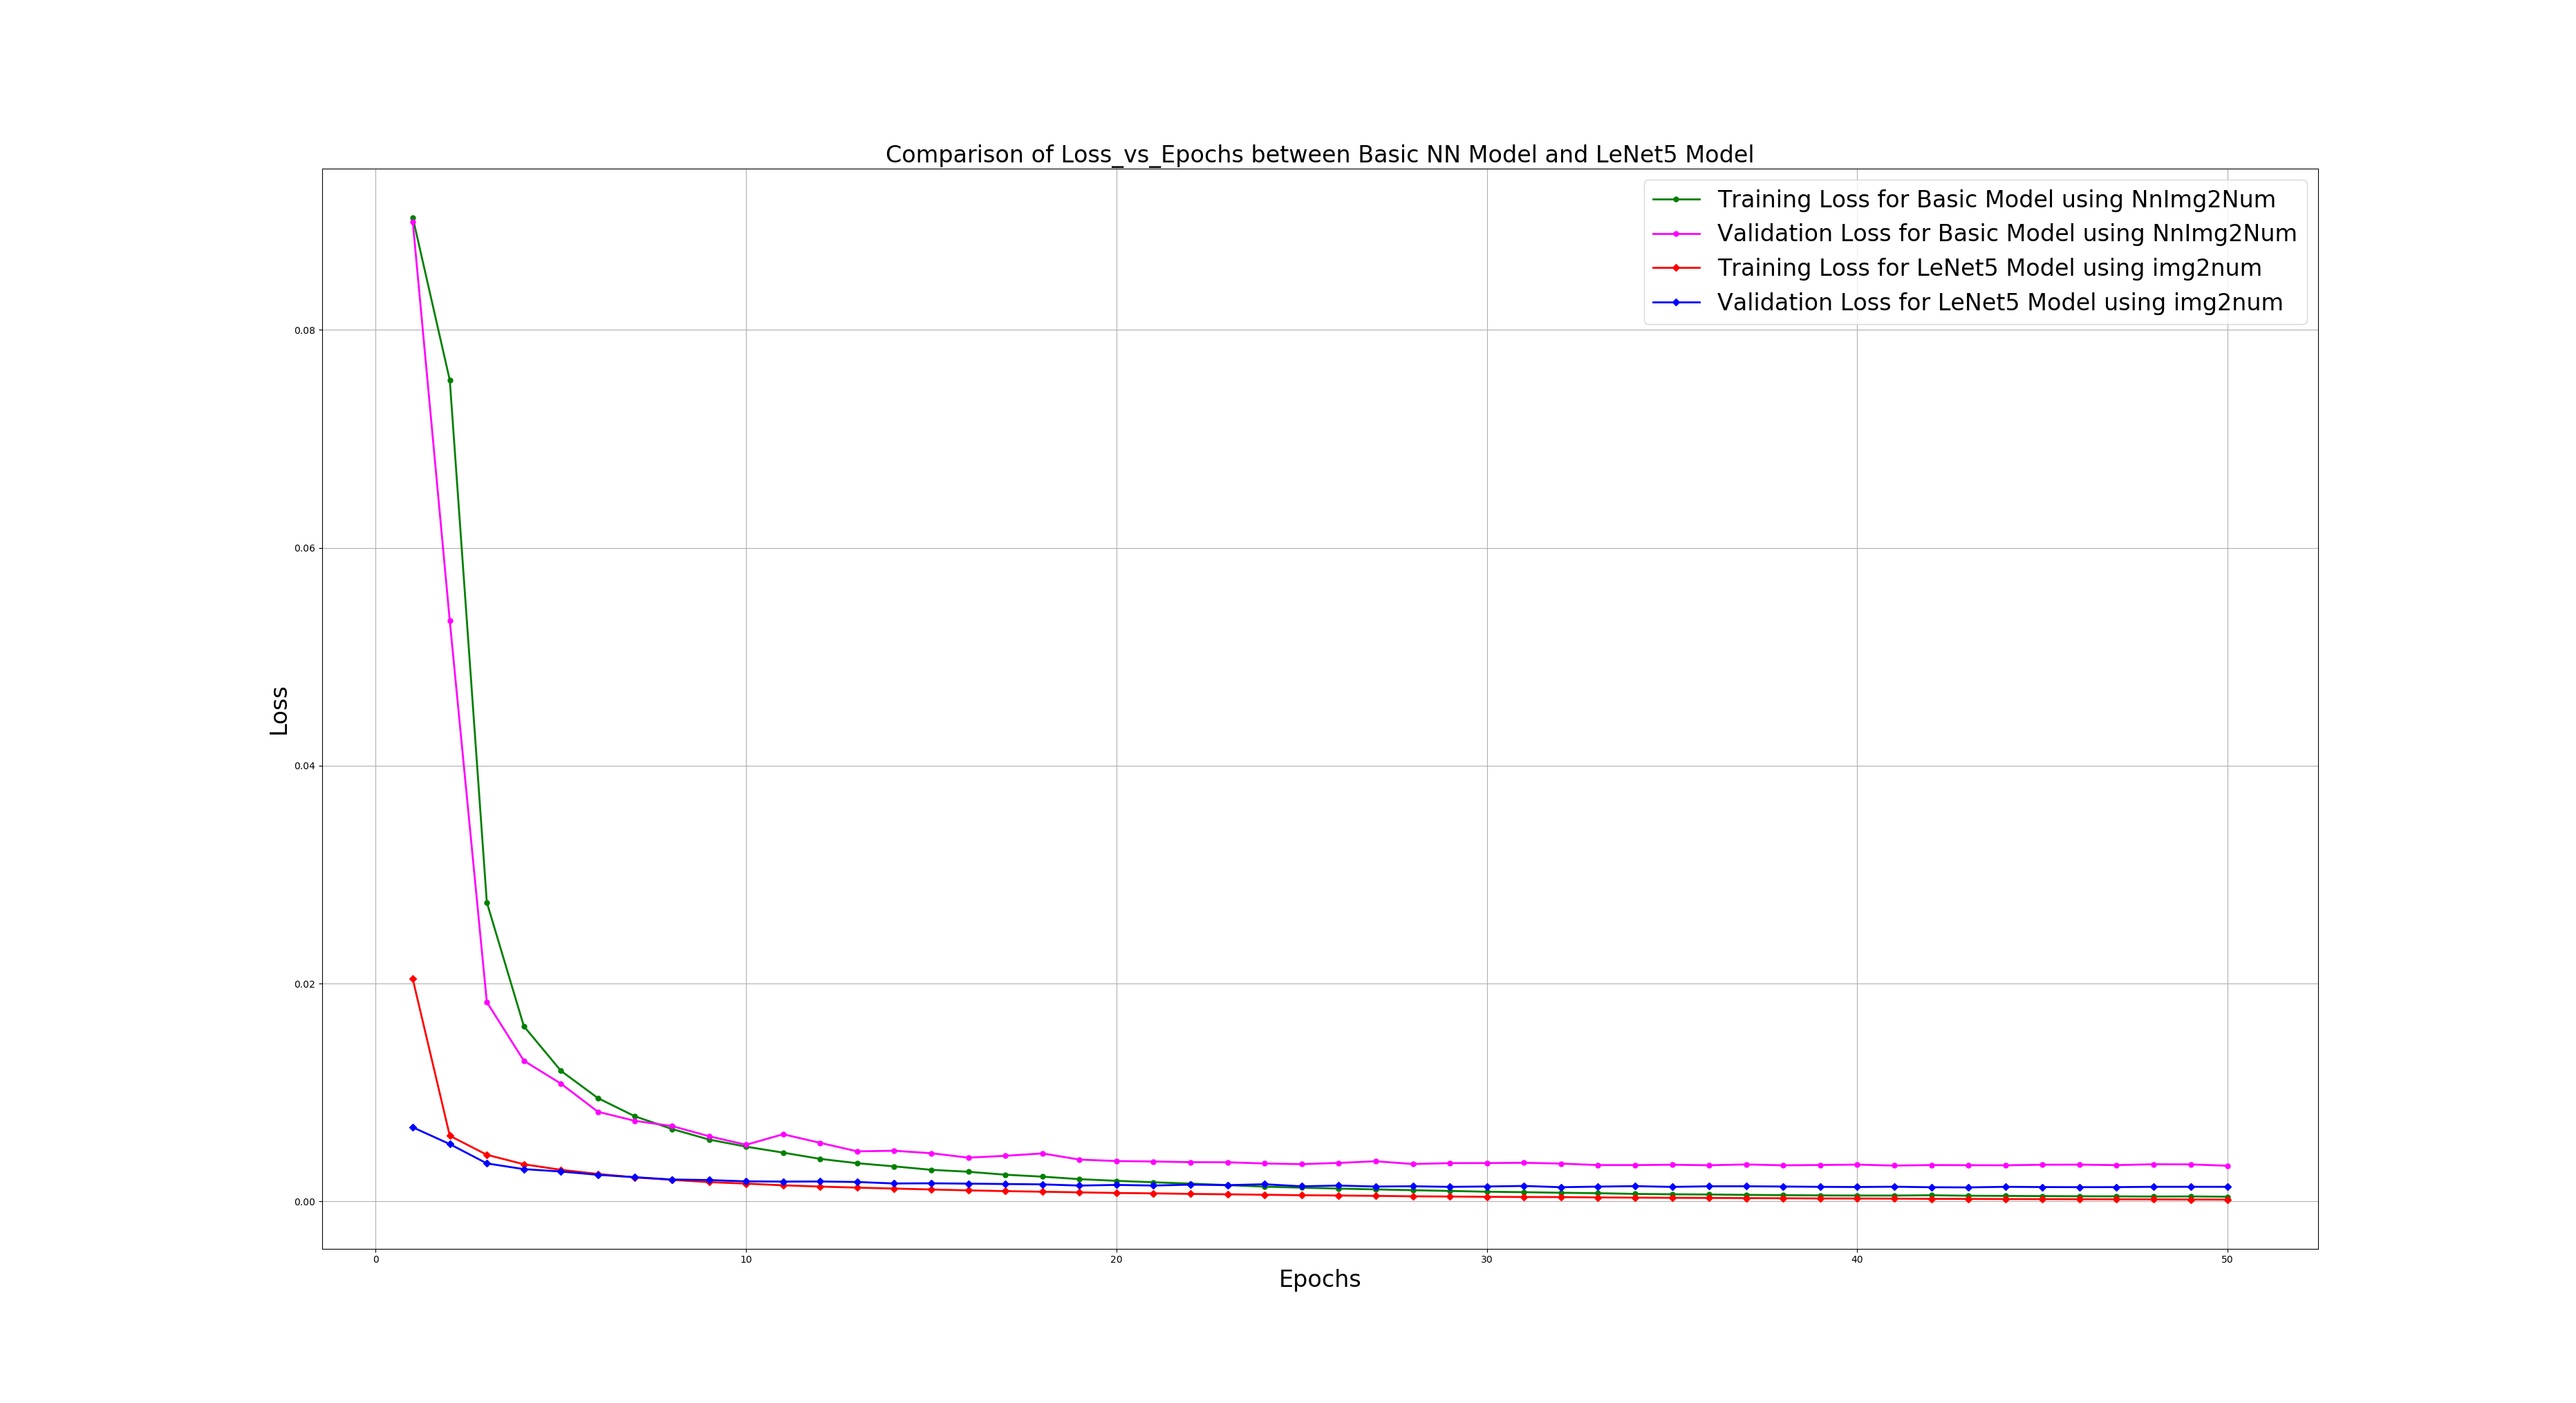 Comparison of Loss_vs_Epochs between Basic NN Model and LeNet5 Model
Training Loss for Basic Model using NnImg2Num
Validation Loss for Basic Model using NnImg2Num
Training Loss for LeNet5 Model using img2num
Validation Loss for LeNet5 Model using img2num
0.08
0.06
Loss
0.04
0.02
0.00
0 10 20 30 40 50
Epochs